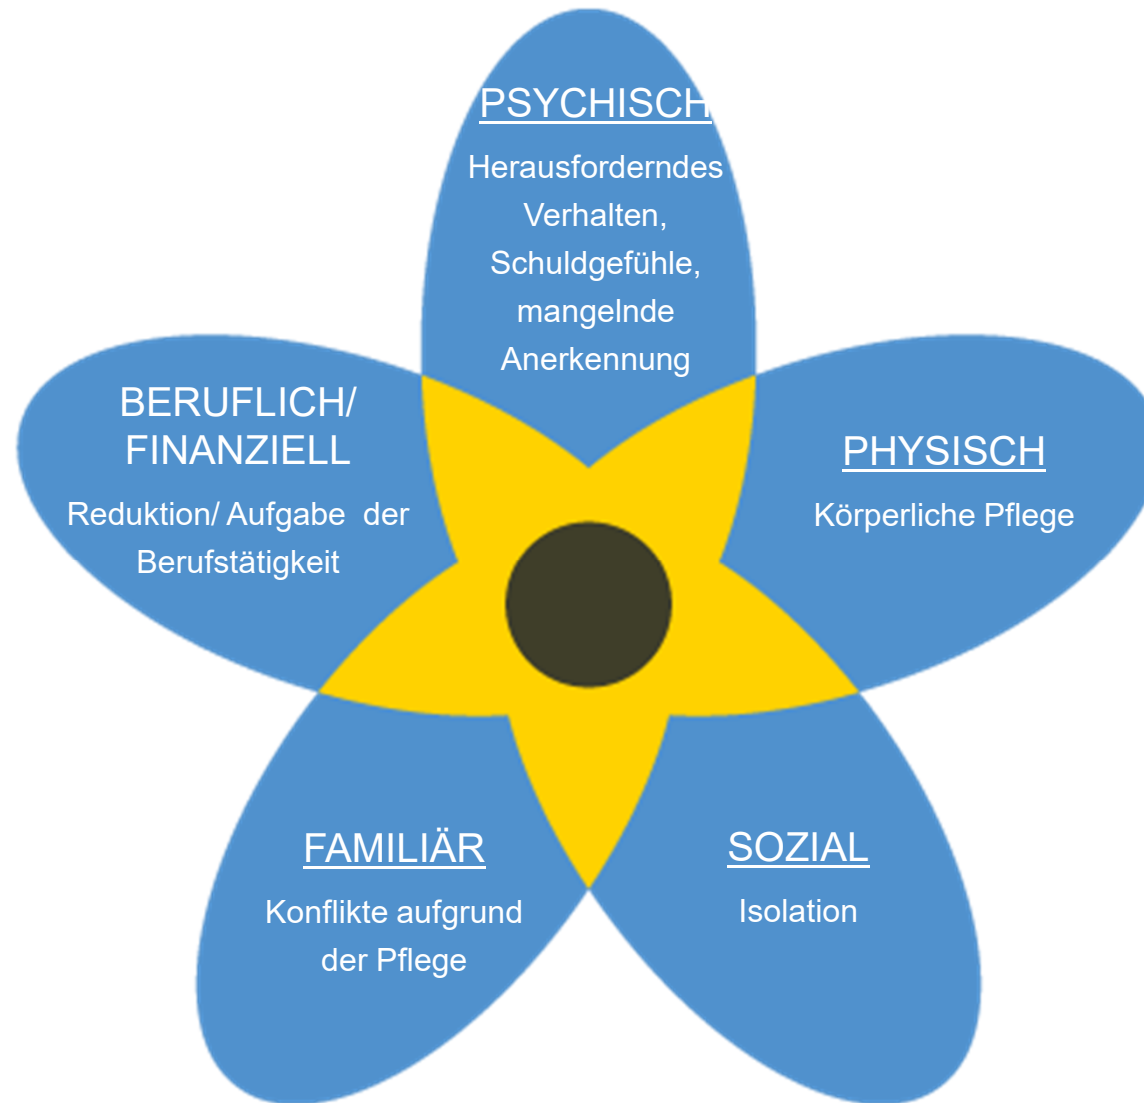 PSYCHISCH
Herausforderndes
Verhalten,
Schuldgefühle,
mangelnde
Anerkennung
BERUFLICH/
FINANZIELL
Reduktion/ Aufgabe  der
Berufstätigkeit
PHYSISCH
Körperliche Pflege
FAMILIÄR
Konflikte aufgrund
der Pflege
SOZIAL
Isolation